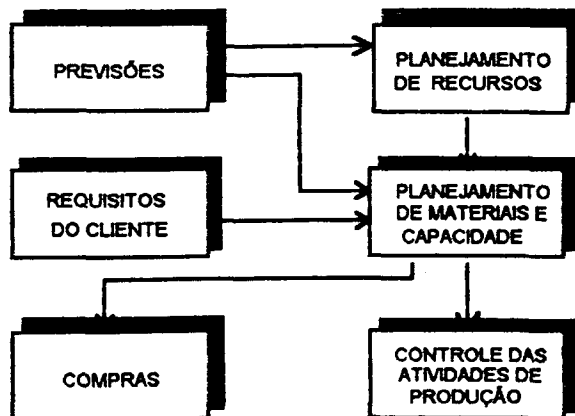 PREVISÕES
PLANEJAMENTO
DE RECURSOS
REQUISITOS
DO CLIENTE
PLANEJAMENTO
DE MATERIAIS E
CAPACIDADE
COMPRAS
CONTROLE DAS
ATIVIDADES DE
PRODUÇÃO